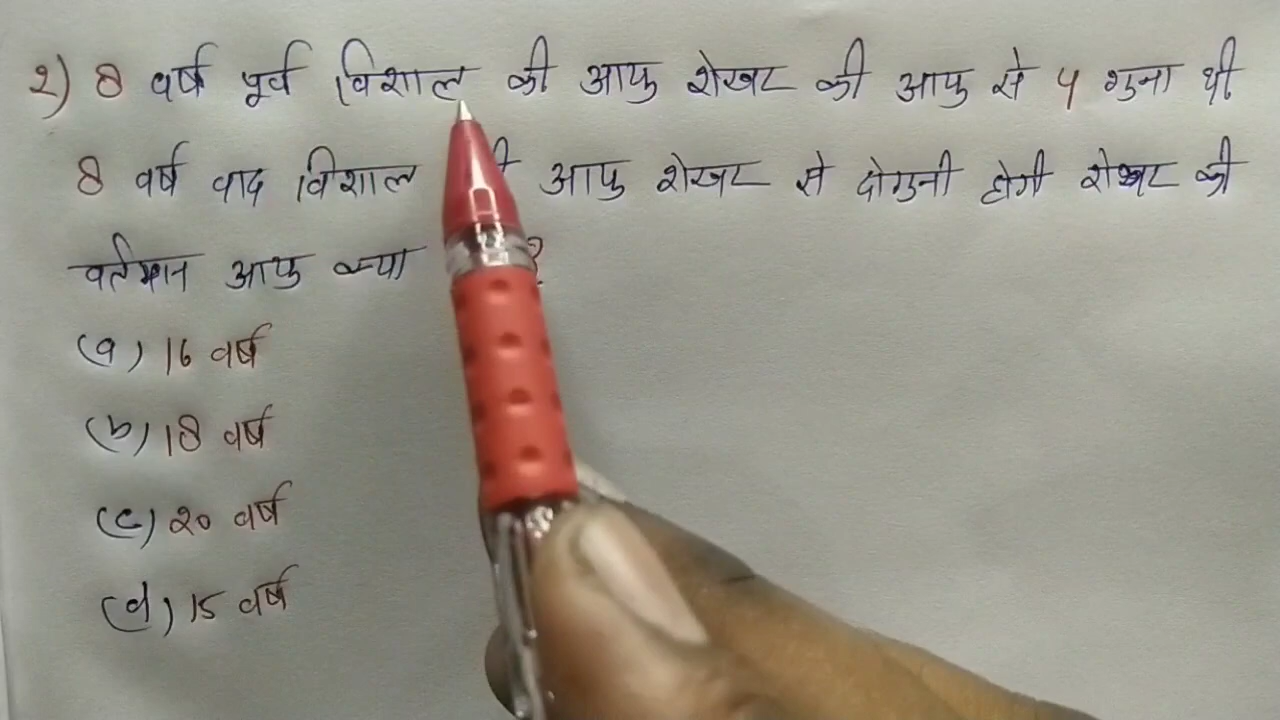 2) 8 वर्ष पूर्व विशाल की आयु शेखर की आयु से 4 गुना थी
8 वर्ष वाद विशाल आयु शेखर से दोगुनी होगी शेखर की
वर्तमान आयु क्या ?
(a) 16 वर्ष
(b) 18 वर्ष
(c) 20 वर्ष
(d) 15 वर्ष